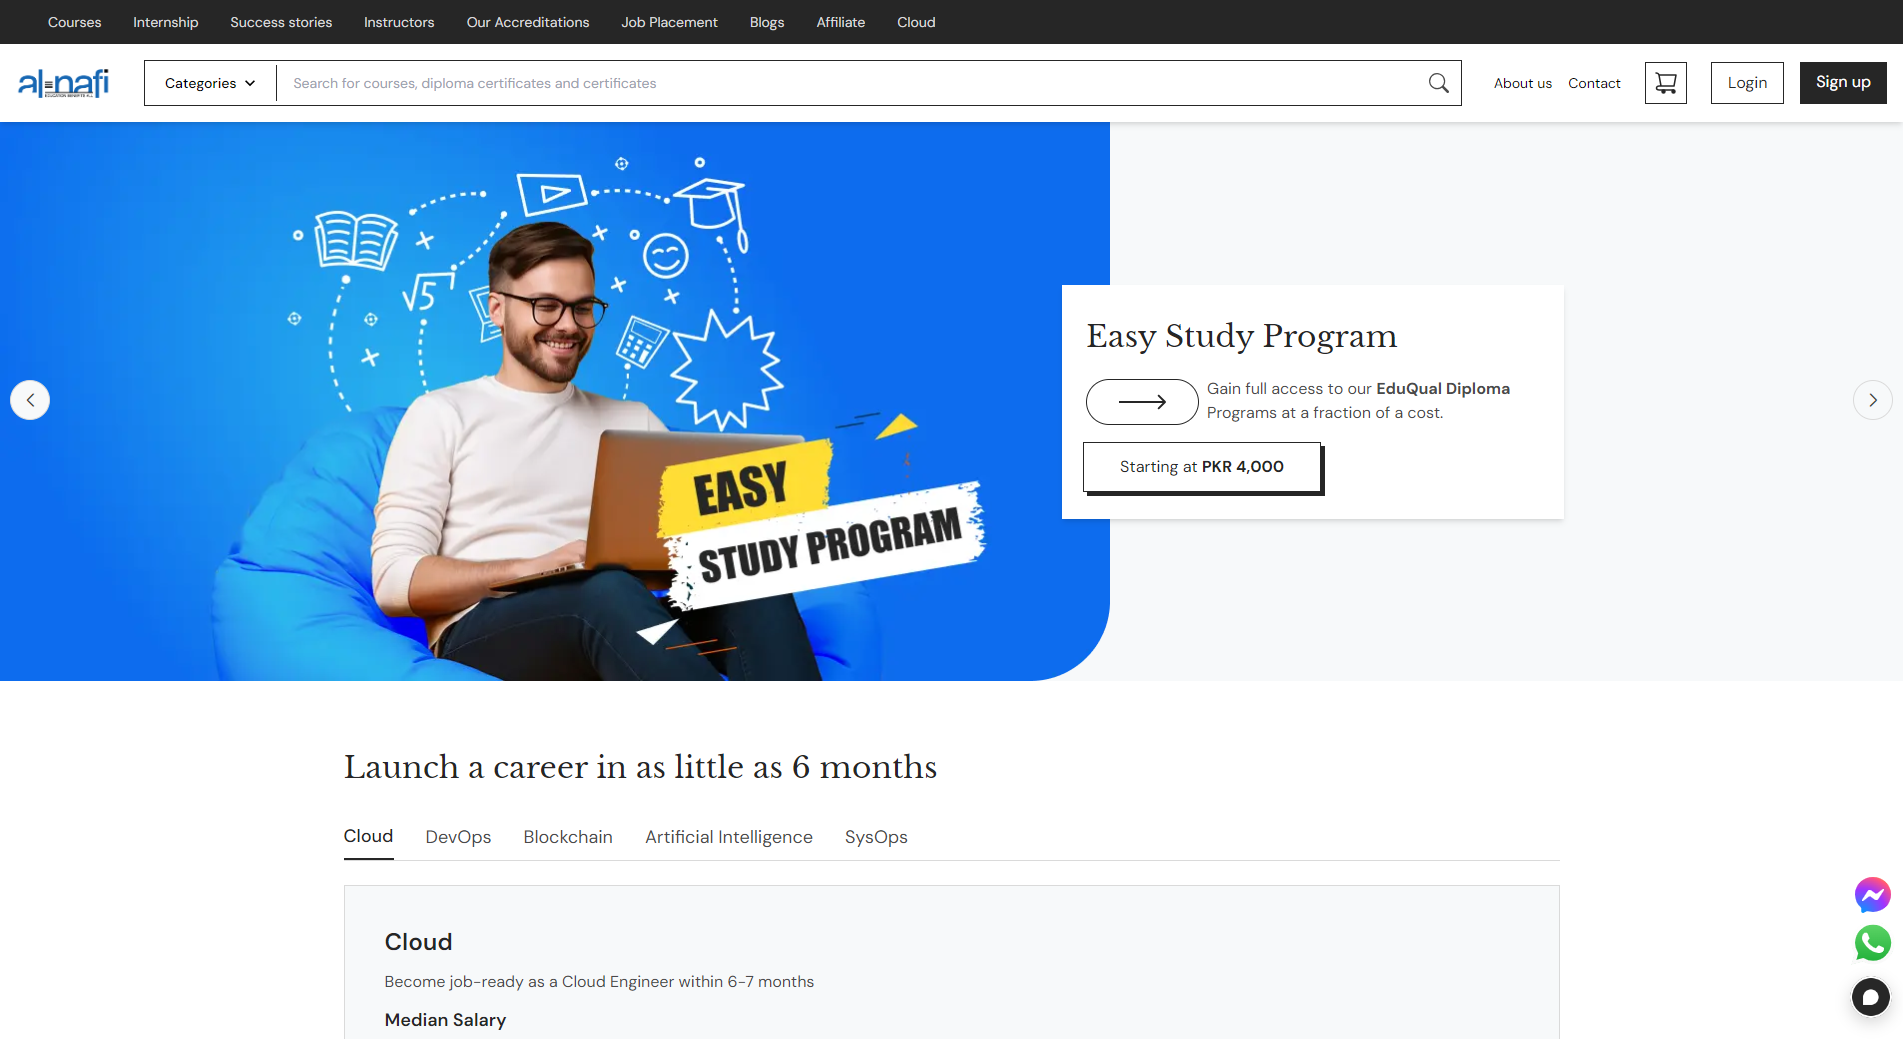 Courses Internship Success stories Instructors Our Accreditations Job Placement Blogs Affiliate Cloud
al-nafi
Categories Search for courses, diploma certificates and certificates About us Contact Login Sign up
√5
EASY
STUDY PROGRAM
Easy Study Program
Gain full access to our EduQual Diploma
Programs at a fraction of a cost.
Starting at PKR 4,000
Launch a career in as little as 6 months
Cloud DevOps Blockchain Artificial Intelligence SysOps
Cloud
Become job-ready as a Cloud Engineer within 6-7 months
Median Salary